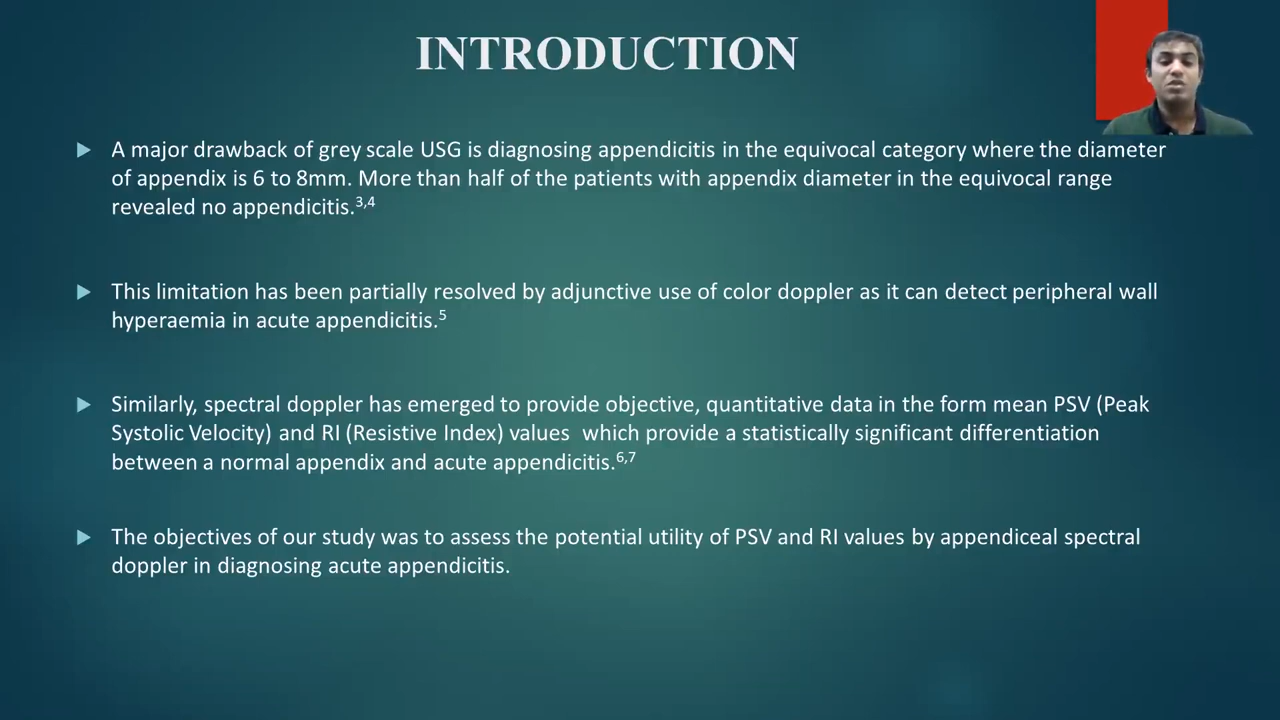 INTRODUCTION
A major drawback of grey scale USG is diagnosing appendicitis in the equivocal category where the diameter
of appendix is 6 to 8mm. More than half of the patients with appendix diameter in the equivocal range
revealed no appendicitis.3,4
This limitation has been partially resolved by adjunctive use of color doppler as it can detect peripheral wall
hyperaemia in acute appendicitis.5
Similarly, spectral doppler has emerged to provide objective, quantitative data in the form mean PSV (Peak
Systolic Velocity) and RI (Resistive Index) values which provide a statistically significant differentiation
between a normal appendix and acute appendicitis.6,7
The objectives of our study was to assess the potential utility of PSV and RI values by appendiceal spectral
doppler in diagnosing acute appendicitis.